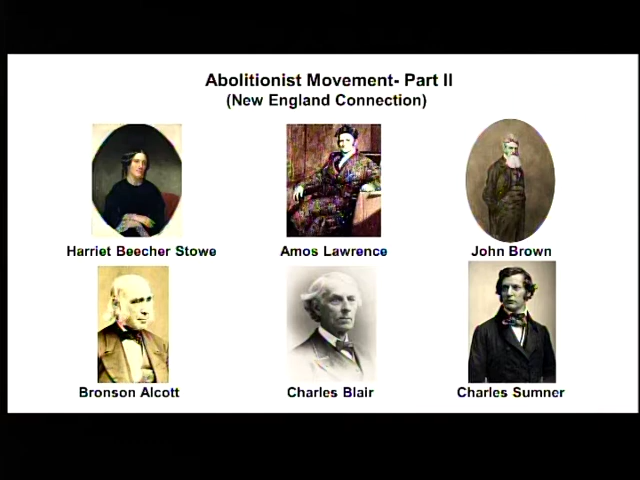 Abolitionist Movement- Part II
(New England Connection)
Harriet Beecher Stowe
Amos Lawrence
John Brown
Bronson Alcott
Charles Blair
Charles Sumner